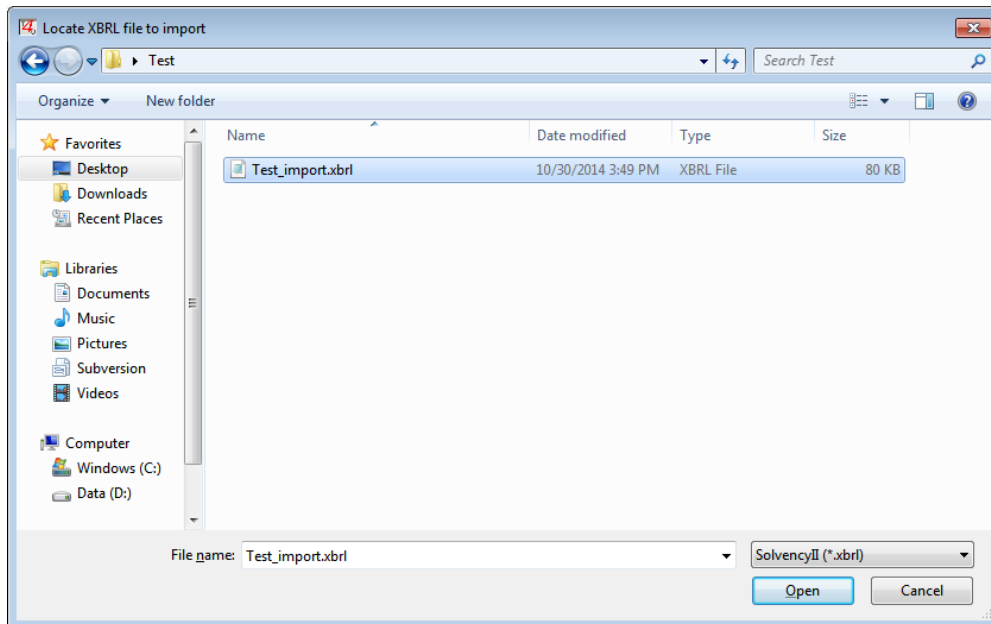 Locate XBRL file to import
Test
Search Test
Organize
New folder
Favorites
Desktop
Downloads
Recent Places
Libraries
Documents
Music
Pictures
Subversion
Videos
Computer
Windows (C:)
Data (D:)
Name Date modified Type Size
Test_import.xbrl 10/30/2014 3:49 PM XBRL File 80 KB
File name: Test_import.xbrl SolvencyII (*.xbrl)
Open Cancel